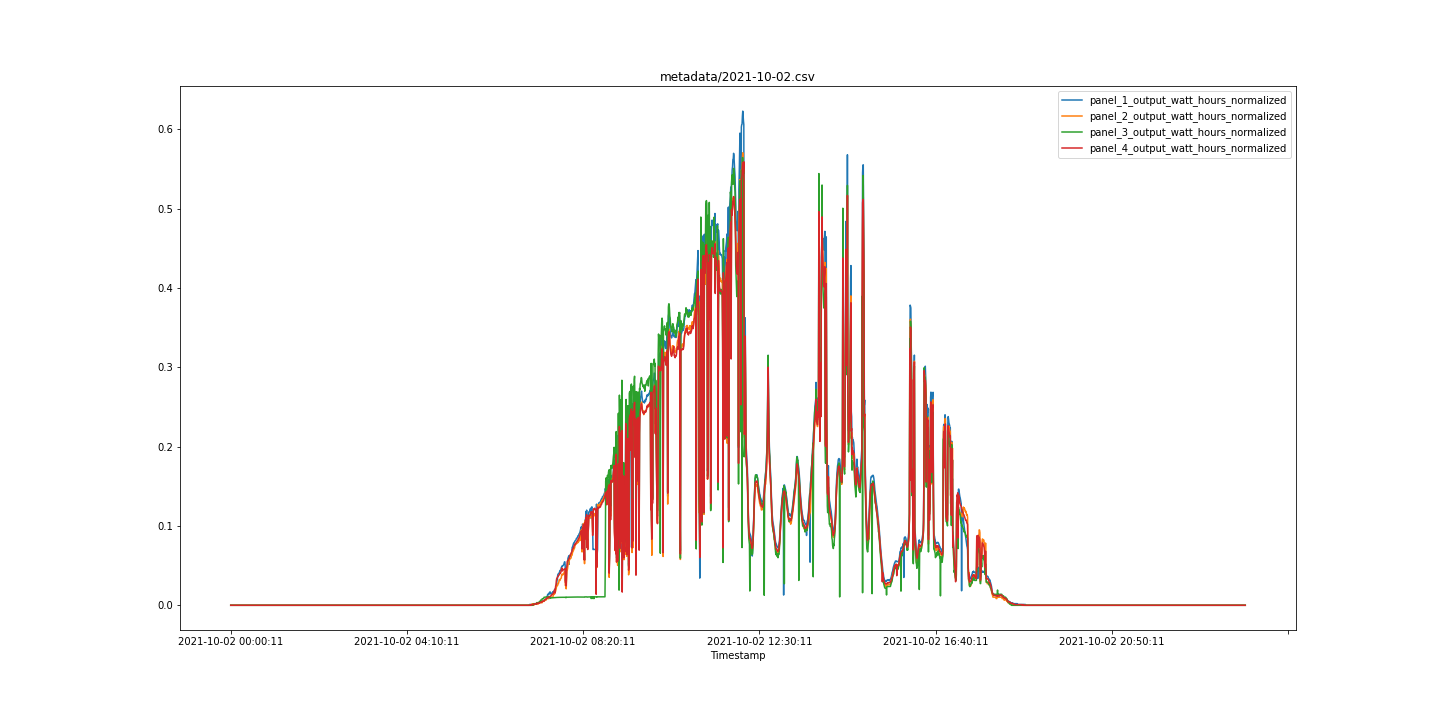 metadata/2021-10-02.csv
panel_1_output_watt_hours_normalized
panel_2_output_watt_hours_normalized
panel_3_output_watt_hours_normalized
panel_4_output_watt_hours_normalized
0.6
0.5
0.4
0.3
0.2
0.1
0.0
2021-10-02 00:00:11 2021-10-02 04:10:11 2021-10-02 08:20:11 2021-10-02 12:30:11 2021-10-02 16:40:11 2021-10-02 20:50:11
Timestamp